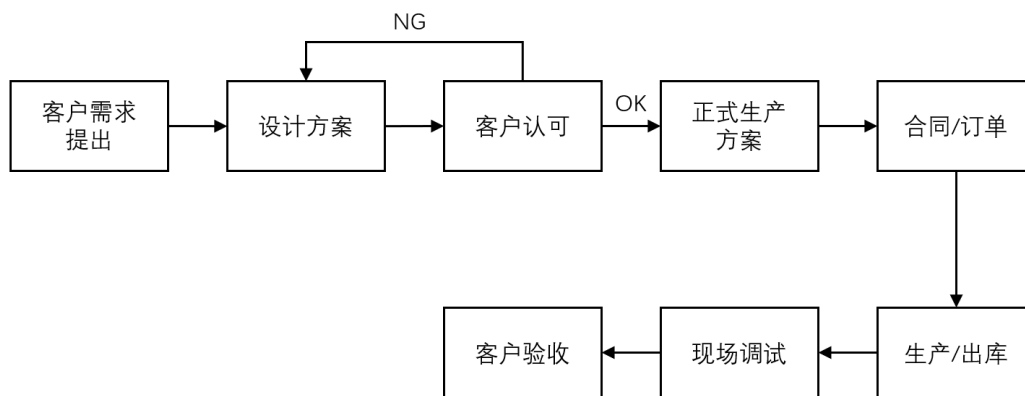 NG
客户需求
提出
设计方案
客户认可
OK
正式生产
方案
合同/订单
客户验收
现场调试
生产/出库